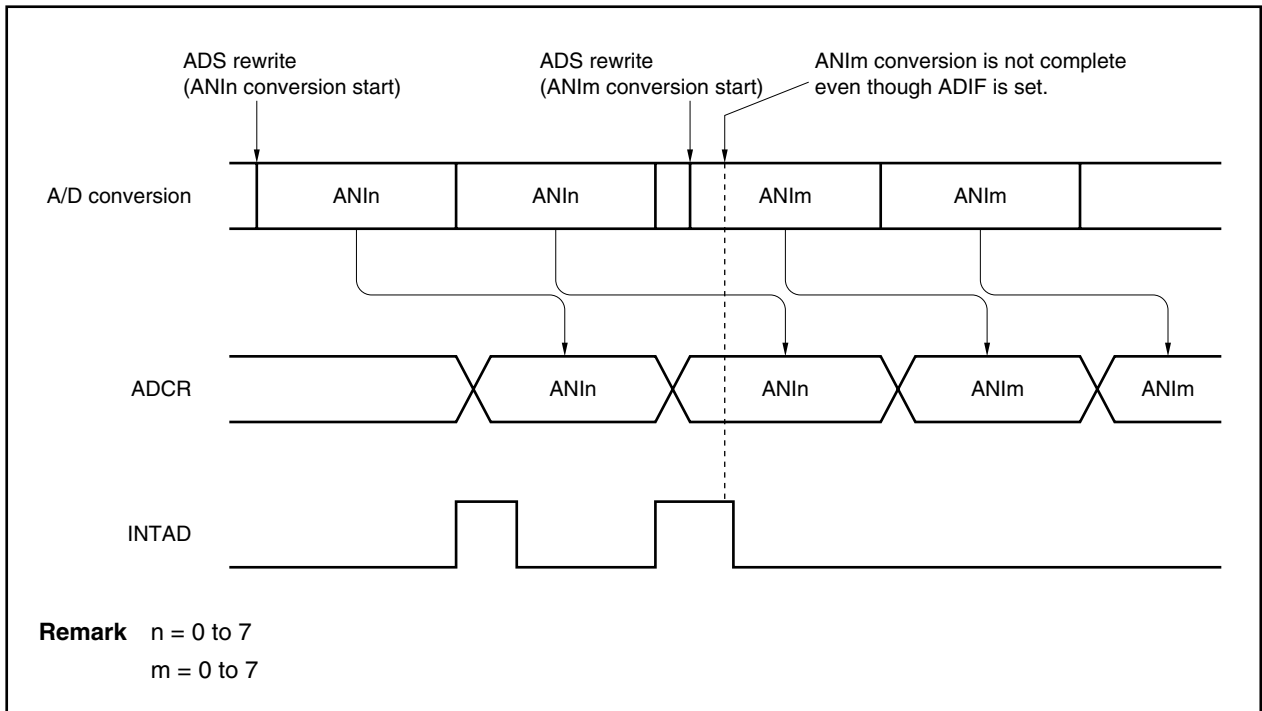 ADS rewrite
(ANIn conversion start)
ADS rewrite
(ANIm conversion start)
ANIm conversion is not complete
even though ADIF is set.
A/D conversion
ANIn
ANIn
ANIm
ANIm
ADCR
ANIn
ANIn
ANIm
ANIm
INTAD
Remark n = 0 to 7
m = 0 to 7